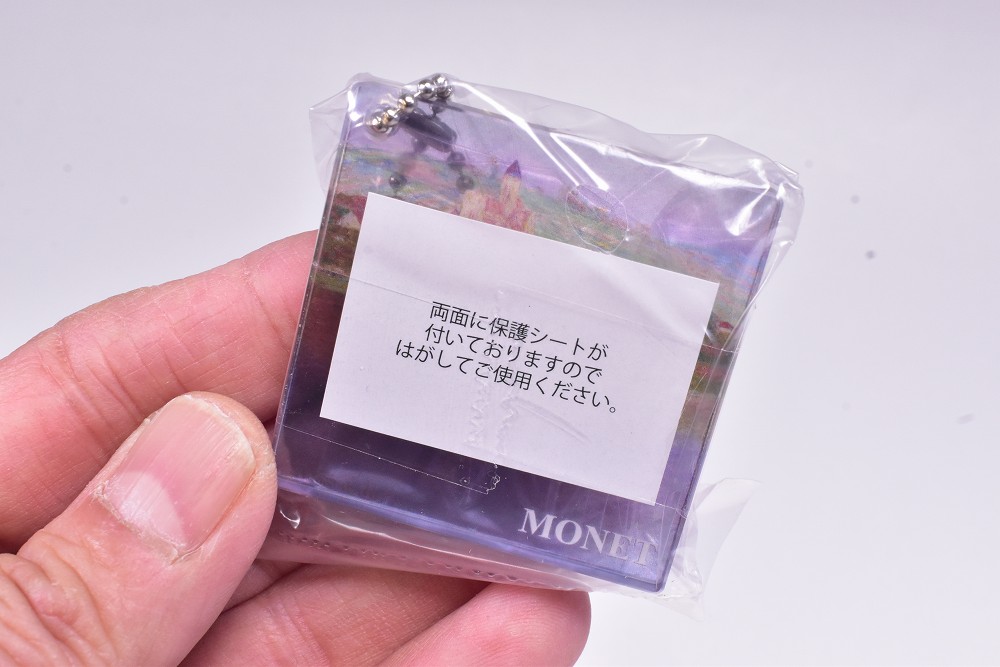 両面に保護シートが
付いておりますので
はがしてご使用ください。
MONET